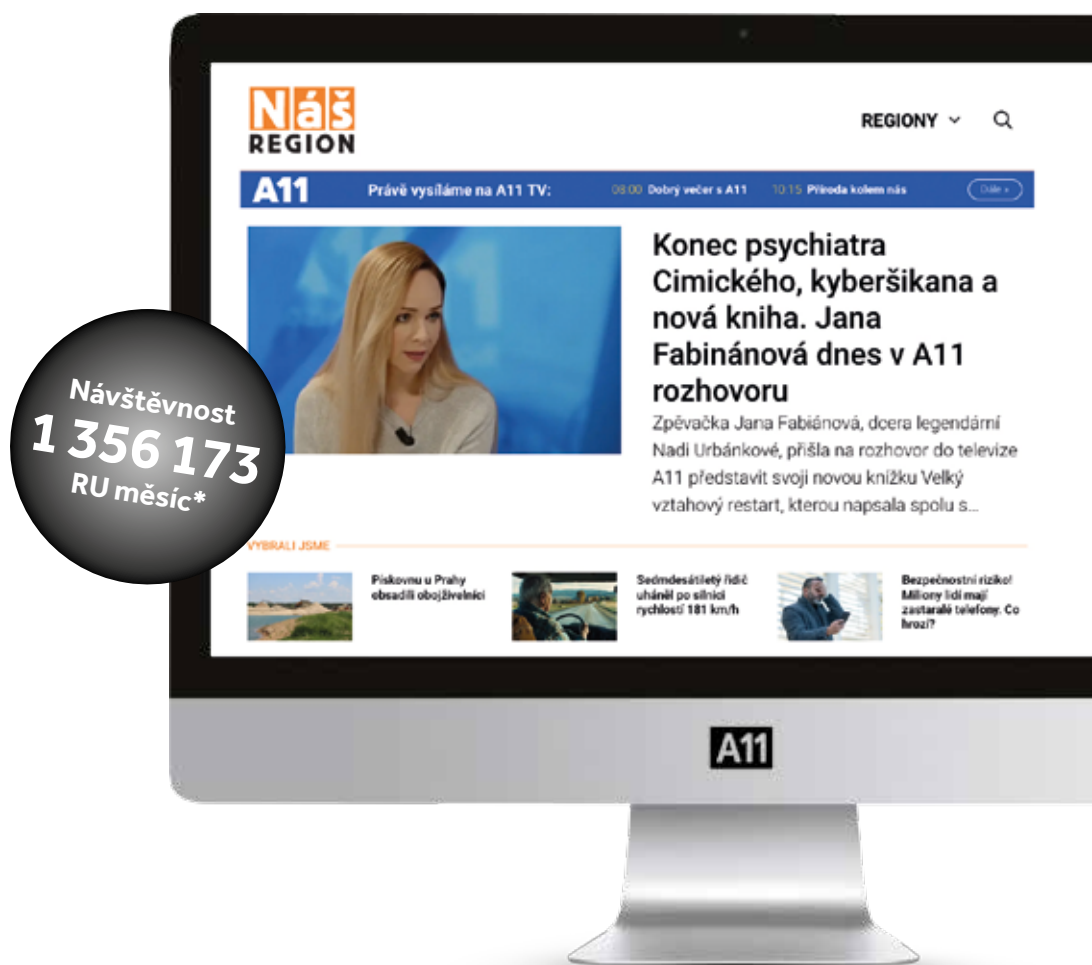 Náš
REGION
REGIONY
A11
Právě vysíláme na A11 TV:
08:00 Dobrý večer s A11
10:15 Příroda kolem nás
Dále »
Konec psychiatra
Cimického, kyberšikana a
nová kniha. Jana
Fabinánová dnes v A11
rozhovoru
Zpěvačka Jana Fabiánová, dcera legendární
Nadi Urbánkové, přišla na rozhovor do televize
A11 představit svoji novou knížku Velký
vztahový restart, kterou napsala spolu s...
Návštěvnost
1 356 173
RU měsíc*
VYBRALI JSME
Pískovnu u Prahy
obsadili obojživelníci
Sedmdesátiletý řidič
uháněl po silnici
rychlostí 181 km/h
Bezpečnostní riziko!
Miliony lidí mají
zastaralé telefony. Co
hrozí?
A11